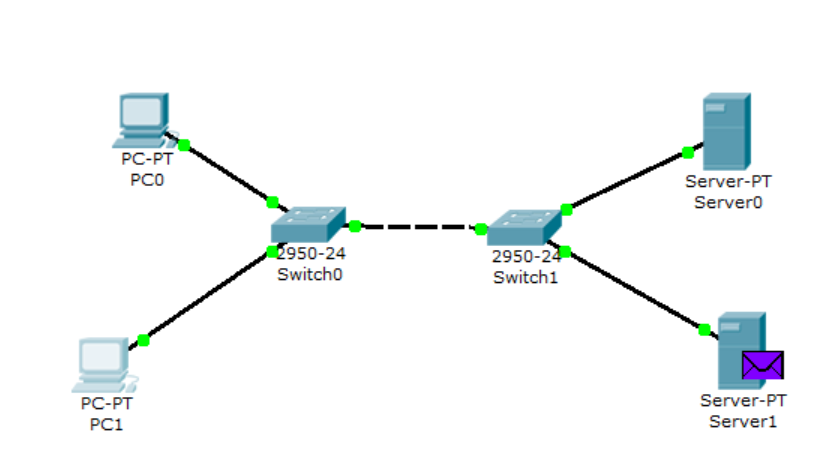 PC-PT
PC0
Server-PT
Server0
2950-24
Switch0
2950-24
Switch1
PC-PT
PC1
Server-PT
Server1